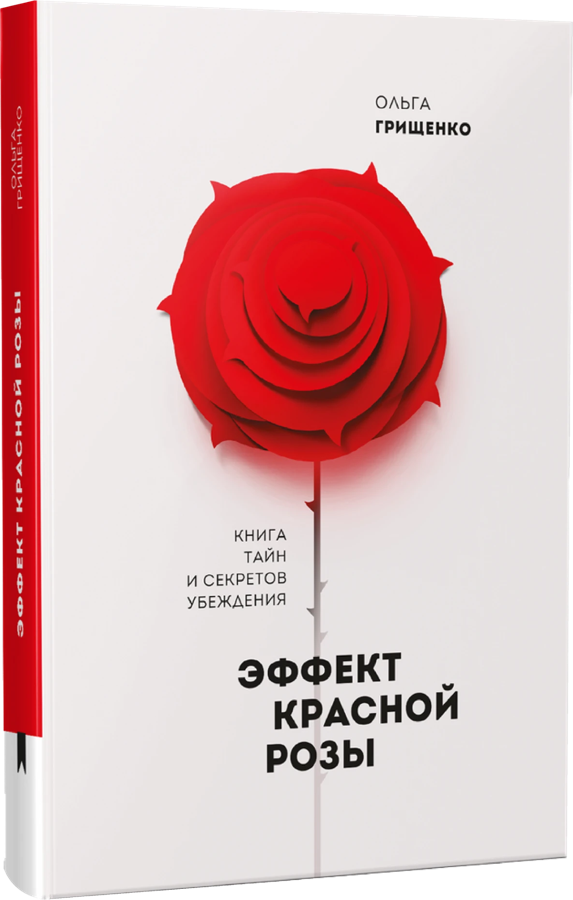 ОЛЬГА
ГРИЩЕНКО
КНИГА
ТАЙН
И СЕКРЕТОВ
УБЕЖДЕНИЯ
ЭФФЕКТ
КРАСНОЙ
РОЗЫ
ОЛЬГА
ГРИЩЕНКО
ЭФФЕКТ КРАСНОЙ РОЗЫ